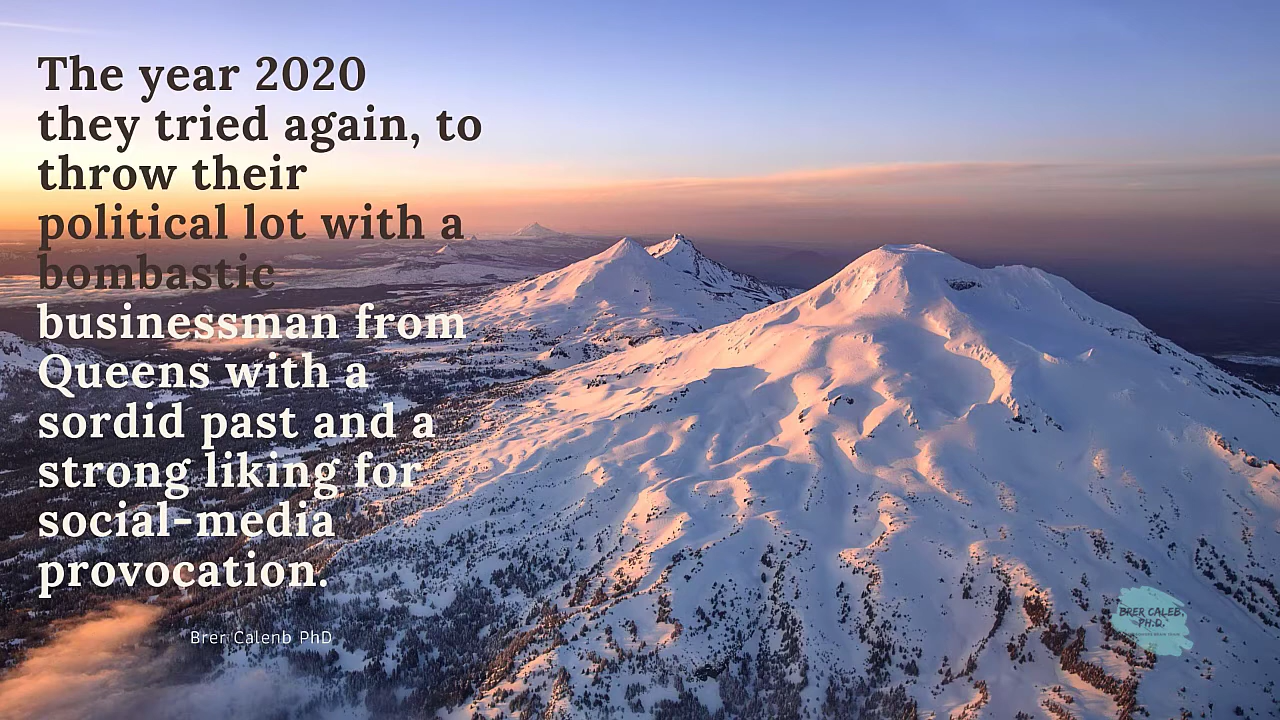 The year 2020
they tried again, to
throw their
political lot with a
bombastic
businessman from
Queens with a
sordid past and a
strong liking for
social-media
provocation.
Brer Calenb PhD
BRER CALEB,
PH.D.